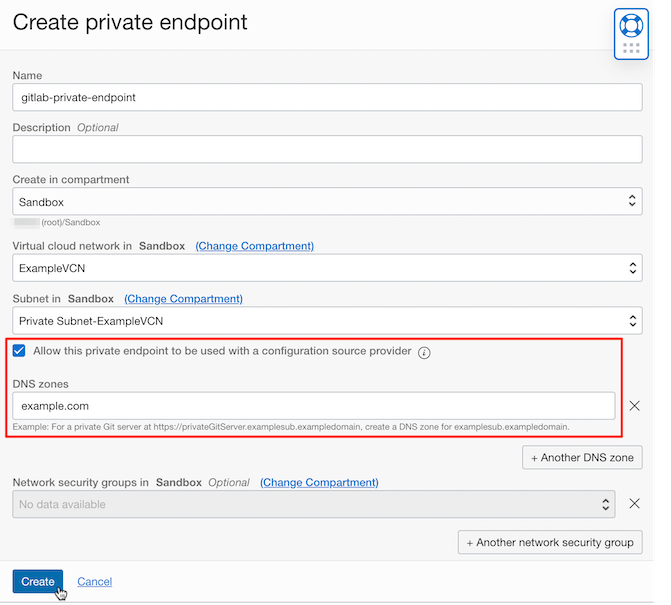 Create private endpoint
Name
gitlab-private-endpoint
Description Optional
Create in compartment
Sandbox
(root)/Sandbox
Virtual cloud network in Sandbox (Change Compartment)
ExampleVCN
Subnet in Sandbox (Change Compartment)
Private Subnet-ExampleVCN
Allow this private endpoint to be used with a configuration source provider
DNS zones
example.com
Example: For a private Git server at https://privateGitServer.examplesub.exampledomain, create a DNS zone for examplesub.exampledomain.
+ Another DNS zone
Network security groups in Sandbox Optional (Change Compartment)
No data available
+ Another network security group
Create Cancel